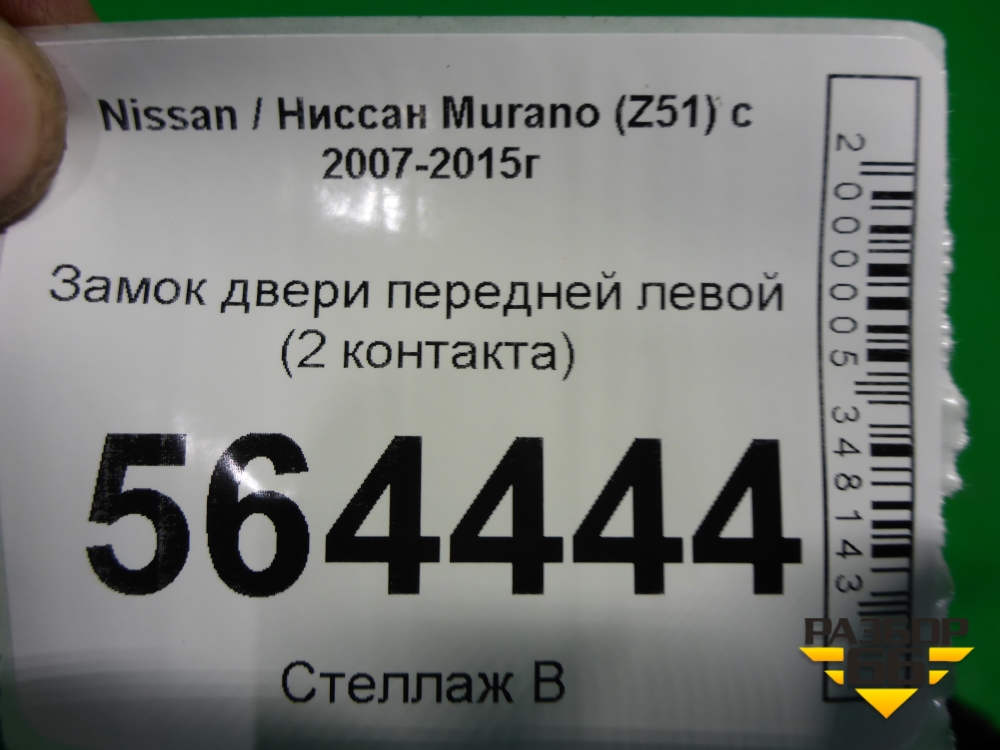 Nissan / Ниссан Murano (Z51) с
2007-2015г
Замок двери передней левой
(2 контакта)
564444
Стеллаж В
2000005348143
РАЗБОР
66